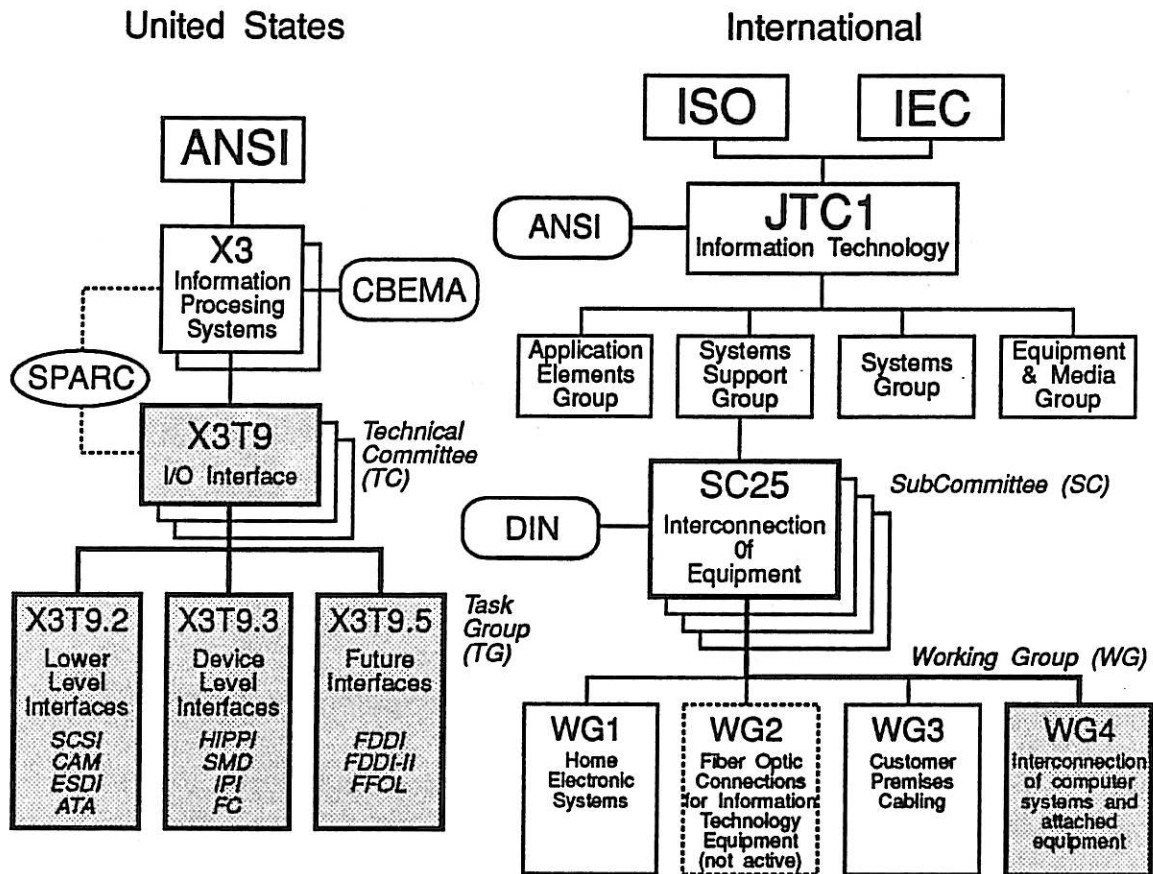 United States
ANSI
X3
Information
Procesing
Systems
CBEMA
SPARC
X3T9
I/O Interface
Technical
Committee
(TC)
X3T9.2
Lower
Level
Interfaces
SCSI
CAM
ESDI
ATA
X3T9.3
Device
Level
Interfaces
HIPPI
SMD
IPI
FC
X3T9.5
Future
Interfaces
FDDI
FDDI-II
FFOL
Task
Group
(TG)
International
ISO
IEC
JTC1
Information Technology
ANSI
Application
Elements
Group
Systems
Support
Group
Systems
Group
Equipment
& Media
Group
SC25
Interconnection
0f
Equipment
SubCommittee (SC)
DIN
Working Group (WG)
WG1
Home
Electronic
Systems
WG2
Fiber Optic
Connections
for Information
Technology
Equipment
(not active)
WG3
Customer
Premises
Cabling
WG4
Interconnection
of computer
systems and
attached
equipment